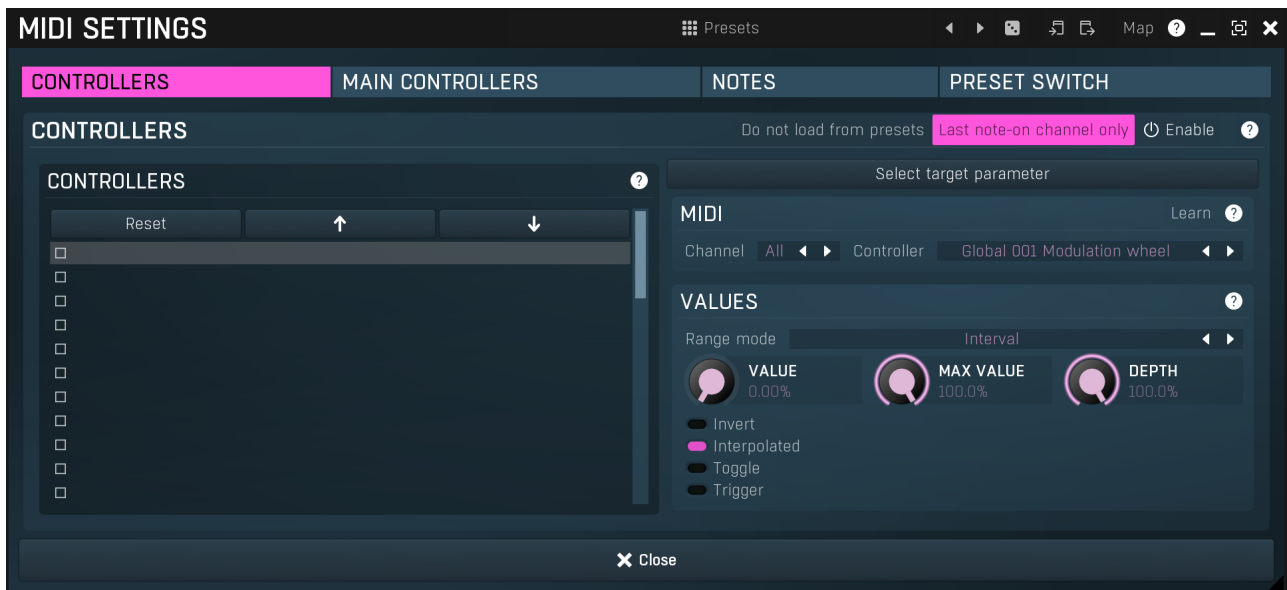 MIDI SETTINGS
Presets
Map ?
CONTROLLERS
MAIN CONTROLLERS
NOTES
PRESET SWITCH
CONTROLLERS
Do not load from presets
Last note-on channel only
Enable
?
CONTROLLERS
?
Reset
Select target parameter
MIDI
Learn
?
Channel All
Controller Global 001 Modulation wheel
VALUES
?
Range mode Interval
VALUE
0.00%
MAX VALUE
100.0%
DEPTH
100.0%
Invert
Interpolated
Toggle
Trigger
Close